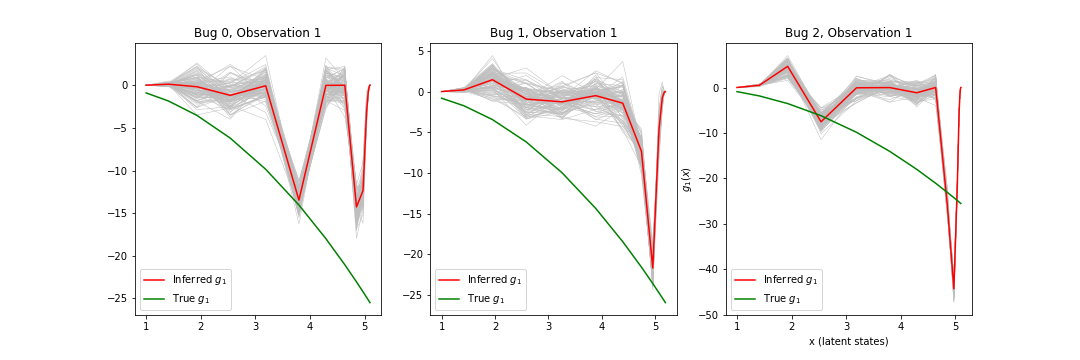 Bug 0, Observation 1
0
−5
−10
−15
−20
−25
1 2 3 4 5
Inferred g₁
True g₁
Bug 1, Observation 1
5
0
−5
−10
−15
−20
−25
1 2 3 4 5
Inferred g₁
True g₁
Bug 2, Observation 1
g₁(x)
0
−10
−20
−30
−40
−50
1 2 3 4 5
x (latent states)
Inferred g₁
True g₁